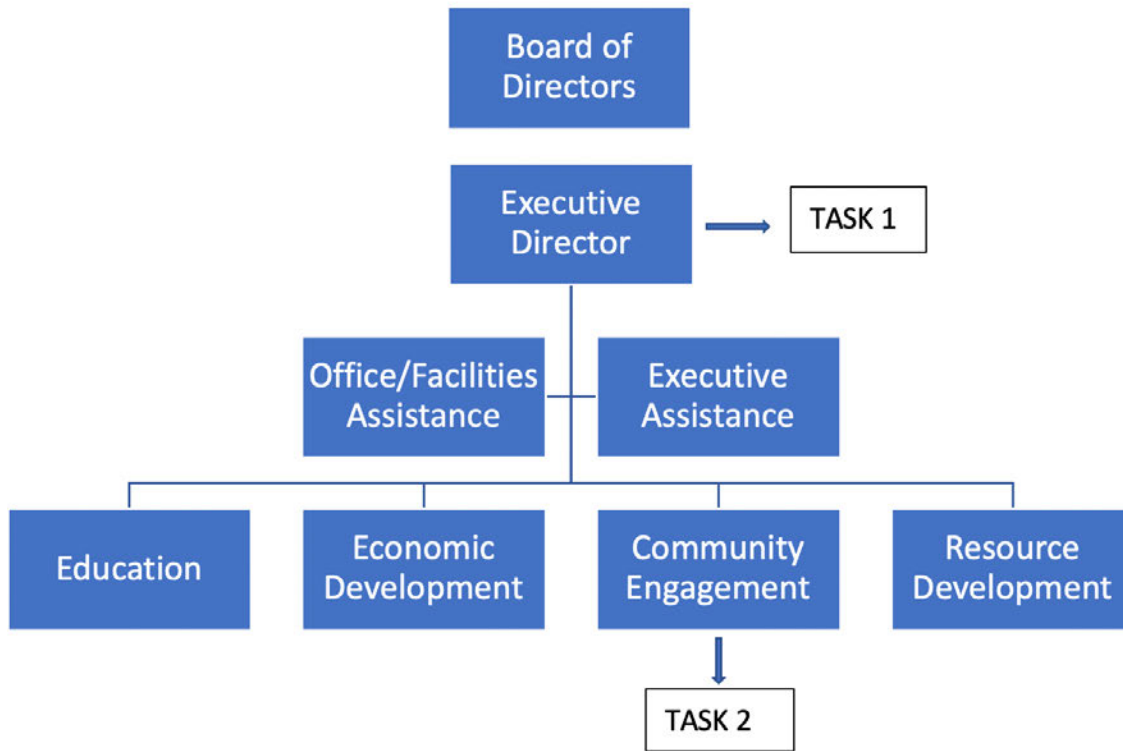 Board of
Directors
Executive
Director
TASK 1
Office/Facilities
Assistance
Executive
Assistance
Education
Economic
Development
Community
Engagement
Resource
Development
TASK 2